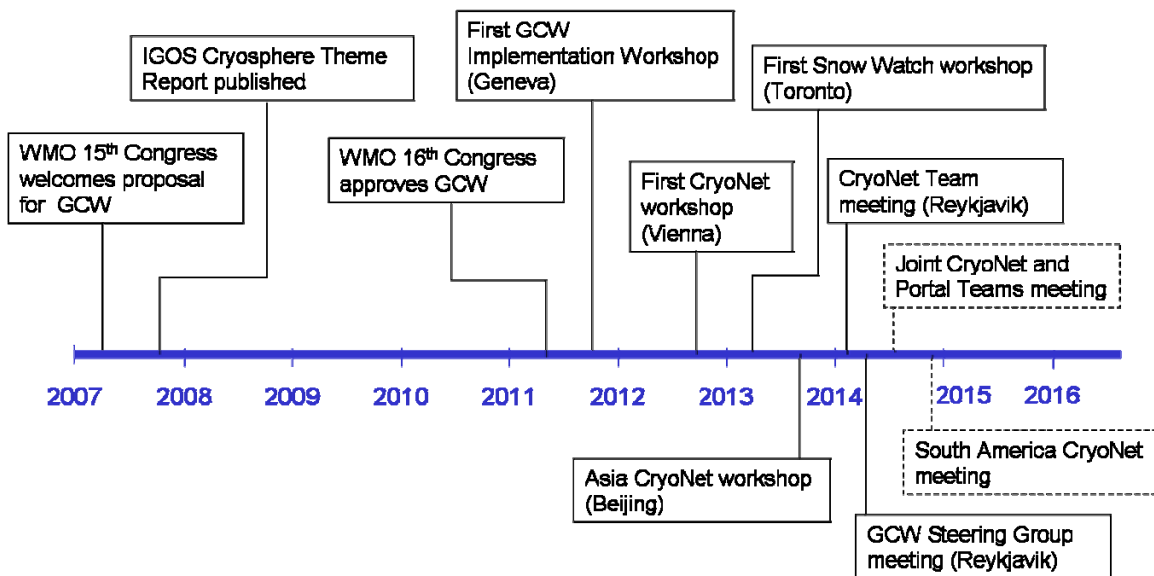 IGOS Cryosphere Theme
Report published
First GCW
Implementation Workshop
(Geneva)
First Snow Watch workshop
(Toronto)
WMO 15th Congress
welcomes proposal
for GCW
WMO 16th Congress
approves GCW
First CryoNet
workshop
(Vienna)
CryoNet Team
meeting (Reykjavik)
Joint CryoNet and
Portal Teams meeting
2007 2008 2009 2010 2011 2012 2013 2014 2015 2016
Asia CryoNet workshop
(Beijing)
South America CryoNet
meeting
GCW Steering Group
meeting (Reykjavik)